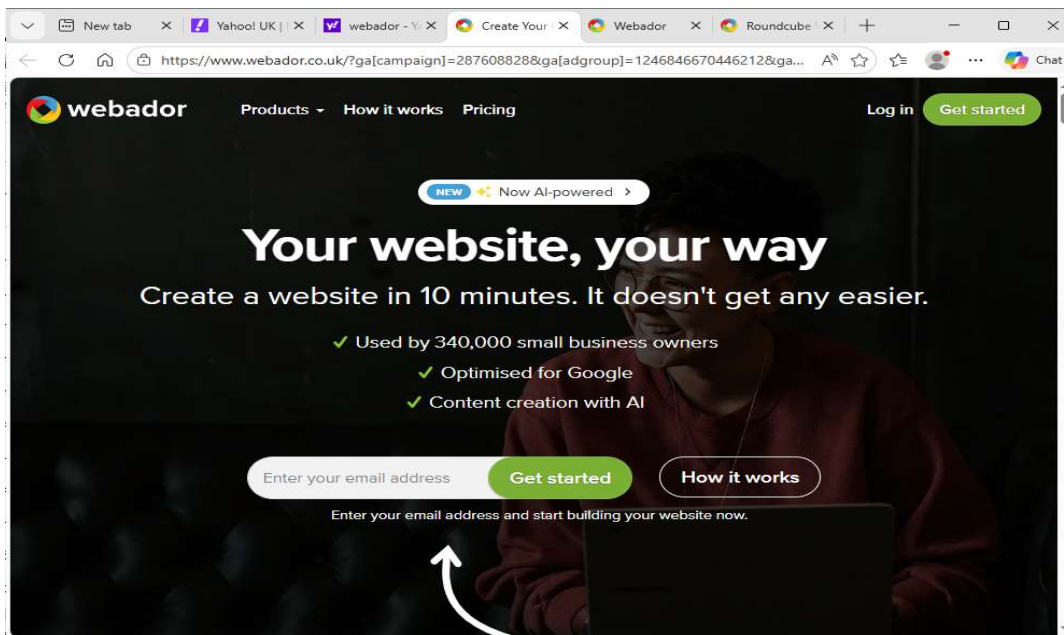 New tab
Yahoo! UK |
webador - Y
Create Your
Webador
Roundcube
https://www.webador.co.uk/?ga[campaign]=287608828&ga[adgroup]=1246846670446212&ga...
Chat
webador
Products
How it works
Pricing
Log in
Get started
NEW Now AI-powered >
Your website, your way
Create a website in 10 minutes. It doesn't get any easier.
✓ Used by 340,000 small business owners
✓ Optimised for Google
✓ Content creation with AI
Enter your email address
Get started
How it works
Enter your email address and start building your website now.